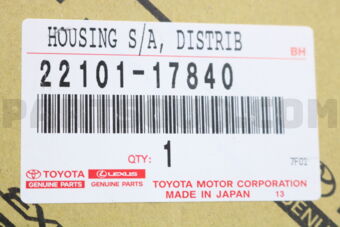 HOUSING S/A, DISTRIB
BH
22101-17840
QTY: 1
7F01
TOYOTA
GENUINE PARTS
LEXUS
GENUINE PARTS
TOYOTA MOTOR CORPORATION
MADE IN JAPAN 13